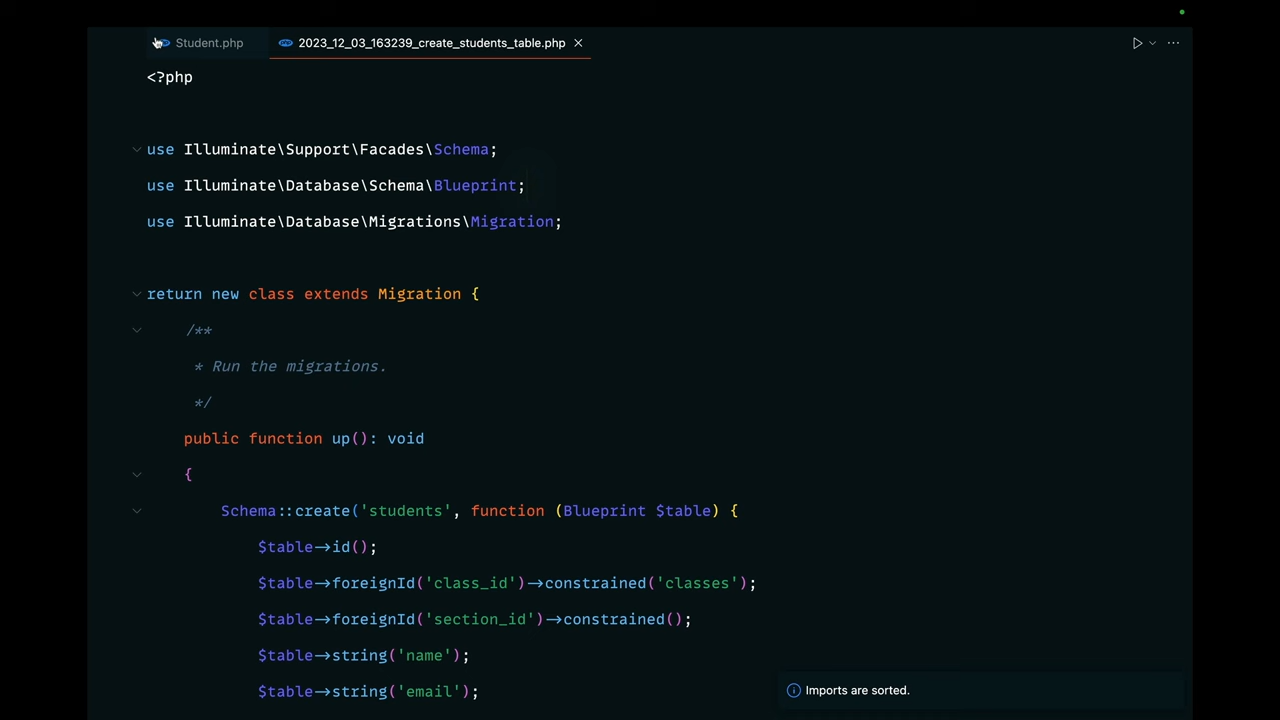 Student.php
2023_12_03_163239_create_students_table.php
<?php
use Illuminate\Support\Facades\Schema;
use Illuminate\Database\Schema\Blueprint;
use Illuminate\Database\Migrations\Migration;
return new class extends Migration {
/**
* Run the migrations.
*/
public function up(): void
{
Schema::create('students', function (Blueprint $table) {
$table->id();
$table->foreignId('class_id')->constrained('classes');
$table->foreignId('section_id')->constrained();
$table->string('name');
$table->string('email');
Imports are sorted.